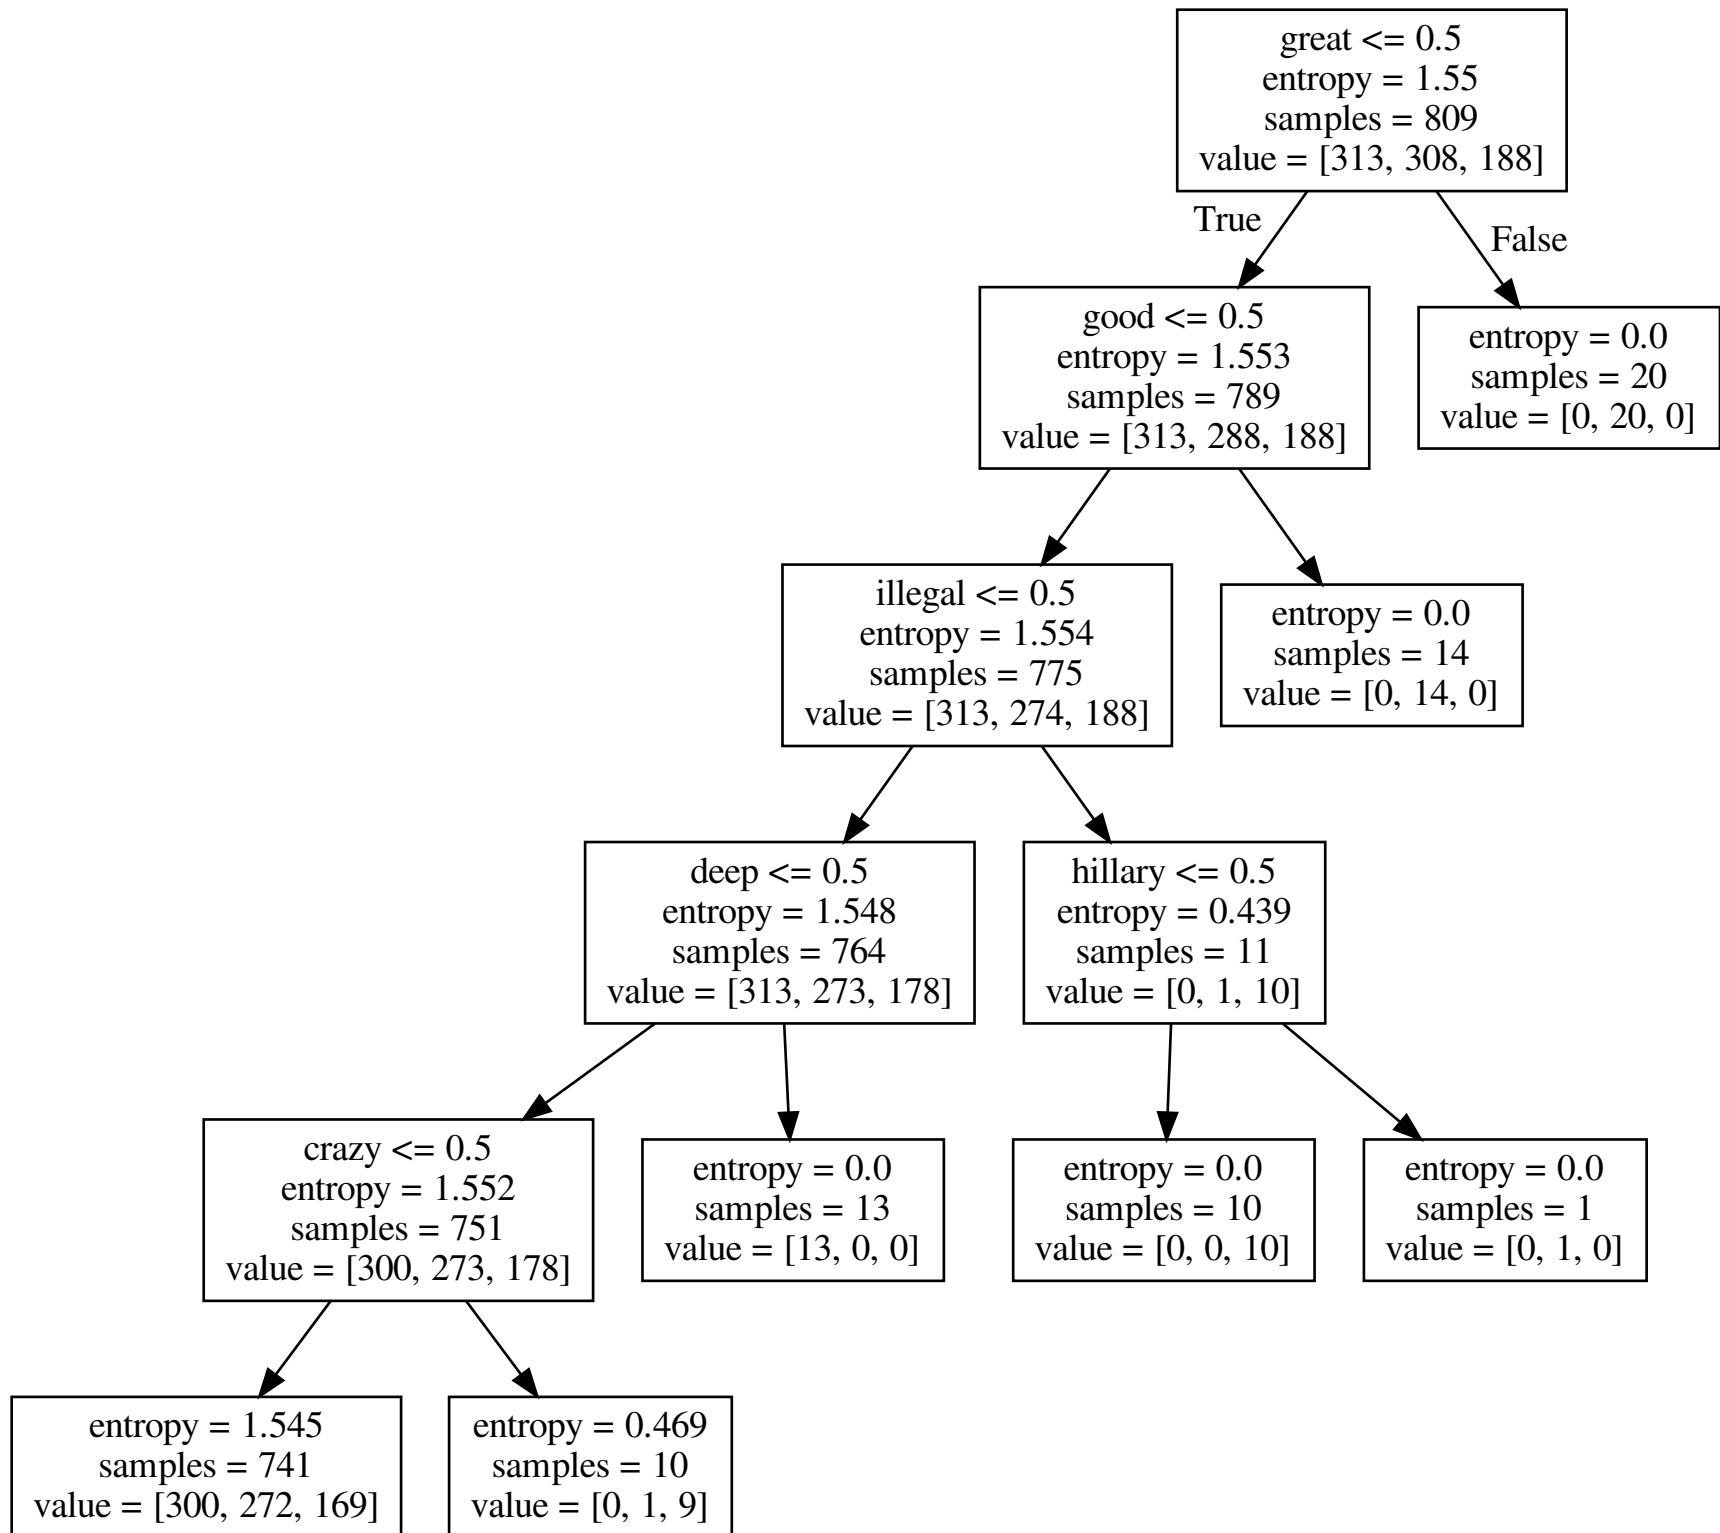 great <= 0.5
entropy = 1.55
samples = 809
value = [313, 308, 188]
True
False
good <= 0.5
entropy = 1.553
samples = 789
value = [313, 288, 188]
entropy = 0.0
samples = 20
value = [0, 20, 0]
illegal <= 0.5
entropy = 1.554
samples = 775
value = [313, 274, 188]
entropy = 0.0
samples = 14
value = [0, 14, 0]
deep <= 0.5
entropy = 1.548
samples = 764
value = [313, 273, 178]
hillary <= 0.5
entropy = 0.439
samples = 11
value = [0, 1, 10]
crazy <= 0.5
entropy = 1.552
samples = 751
value = [300, 273, 178]
entropy = 0.0
samples = 13
value = [13, 0, 0]
entropy = 0.0
samples = 10
value = [0, 0, 10]
entropy = 0.0
samples = 1
value = [0, 1, 0]
entropy = 1.545
samples = 741
value = [300, 272, 169]
entropy = 0.469
samples = 10
value = [0, 1, 9]